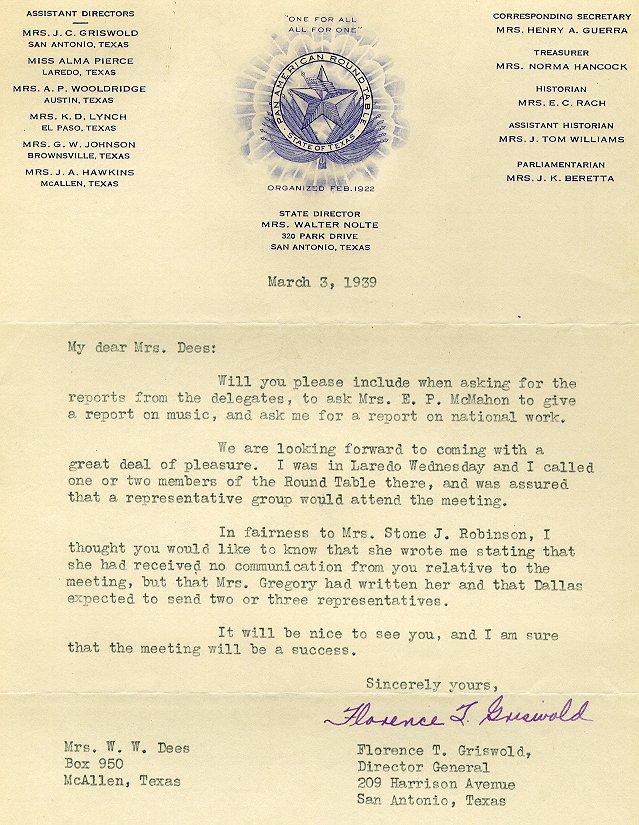 ASSISTANT DIRECTORS
MRS. J. C. GRISWOLD
SAN ANTONIO, TEXAS
MISS ALMA PIERCE
LAREDO, TEXAS
MRS. A. P. WOOLDRIDGE
AUSTIN, TEXAS
MRS. K. D. LYNCH
EL PASO, TEXAS
MRS. G. W. JOHNSON
BROWNSVILLE, TEXAS
MRS. J. A. HAWKINS
MCALLEN, TEXAS
"ONE FOR ALL
ALL FOR ONE"
PAN AMERICAN ROUND TABLE
STATE OF TEXAS
ORGANIZED FEB. 1922
STATE DIRECTOR
MRS. WALTER NOLTE
320 PARK DRIVE
SAN ANTONIO, TEXAS
CORRESPONDING SECRETARY
MRS. HENRY A. GUERRA
TREASURER
MRS. NORMA HANCOCK
HISTORIAN
MRS. E. C. RACH
ASSISTANT HISTORIAN
MRS. J. TOM WILLIAMS
PARLIAMENTARIAN
MRS. J. K. BERETTA
March 3, 1939
My dear Mrs. Dees:
Will you please include when asking for the
reports from the delegates, to ask Mrs. E. P. McMahon to give
a report on music, and ask me for a report on national work.
We are looking forward to coming with a
great deal of pleasure. I was in Laredo Wednesday and I called
one or two members of the Round Table there, and was assured
that a representative group would attend the meeting.
In fairness to Mrs. Stone J. Robinson, I
thought you would like to know that she wrote me stating that
she had received no communication from you relative to the
meeting, but that Mrs. Gregory had written her and that Dallas
expected to send two or three representatives.
It will be nice to see you, and I am sure
that the meeting will be a success.
Sincerely yours,
Florence T. Griswold
Florence T. Griswold,
Director General
209 Harrison Avenue
San Antonio, Texas
Mrs. W. W. Dees
Box 950
McAllen, Texas